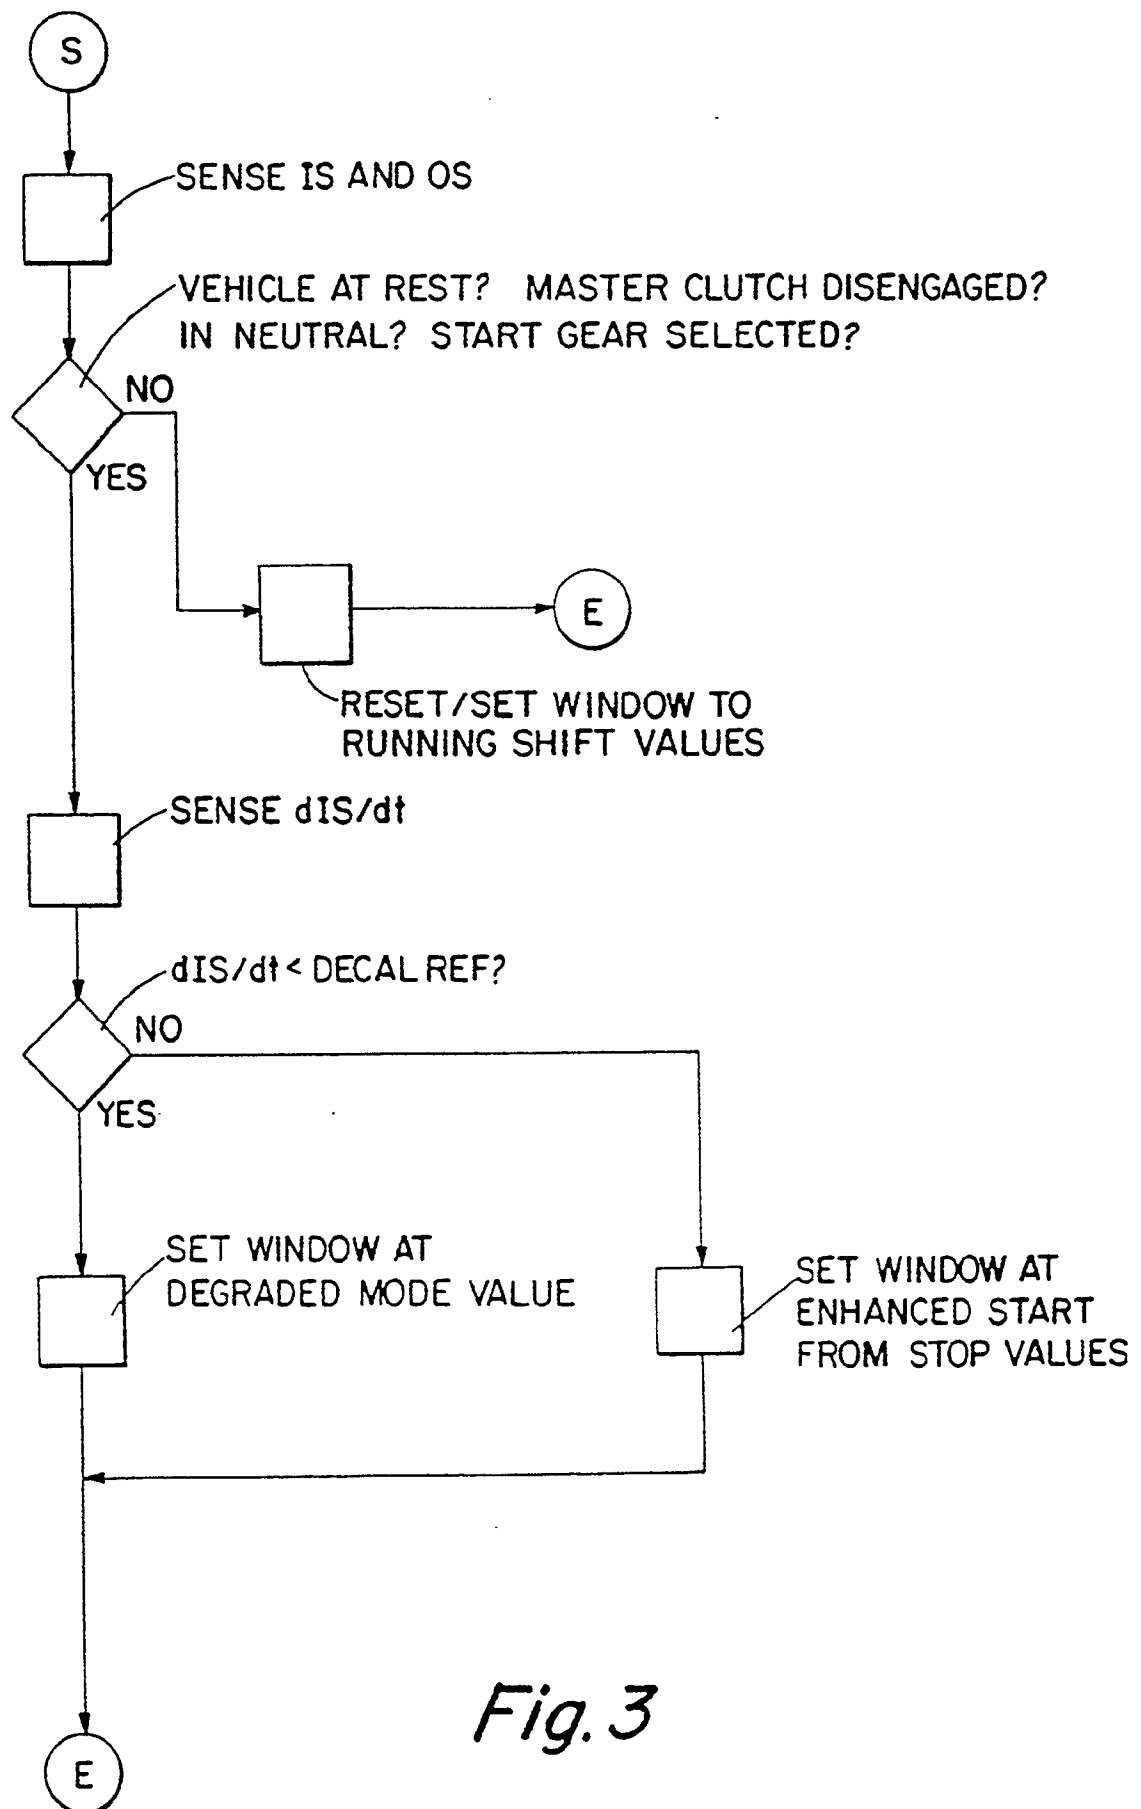 S
SENSE IS AND OS
VEHICLE AT REST? MASTER CLUTCH DISENGAGED?
IN NEUTRAL? START GEAR SELECTED?
NO
YES
E
RESET/SET WINDOW TO
RUNNING SHIFT VALUES
SENSE dIS/dt
dIS/dt < DECAL REF?
NO
YES
SET WINDOW AT
DEGRADED MODE VALUE
SET WINDOW AT
ENHANCED START
FROM STOP VALUES
Fig. 3
E